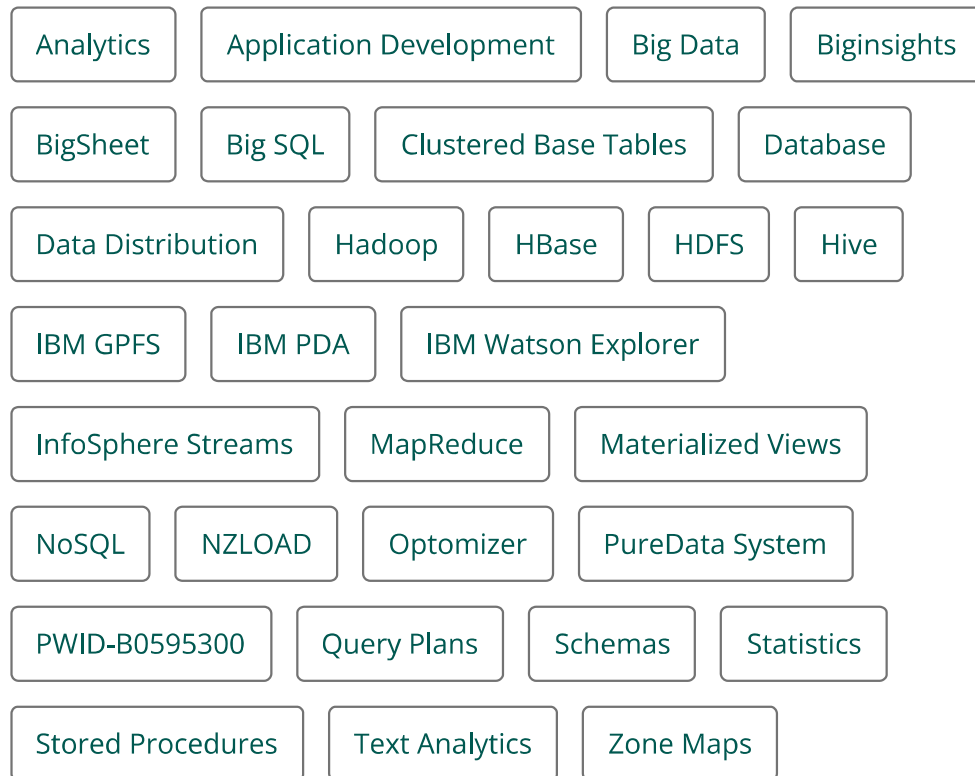 Analytics Application Development Big Data Biginsights
BigSheet Big SQL Clustered Base Tables Database
Data Distribution Hadoop HBase HDFS Hive
IBM GPFS IBM PDA IBM Watson Explorer
InfoSphere Streams MapReduce Materialized Views
NoSQL NZLOAD Optomizer PureData System
PWID-B0595300 Query Plans Schemas Statistics
Stored Procedures Text Analytics Zone Maps